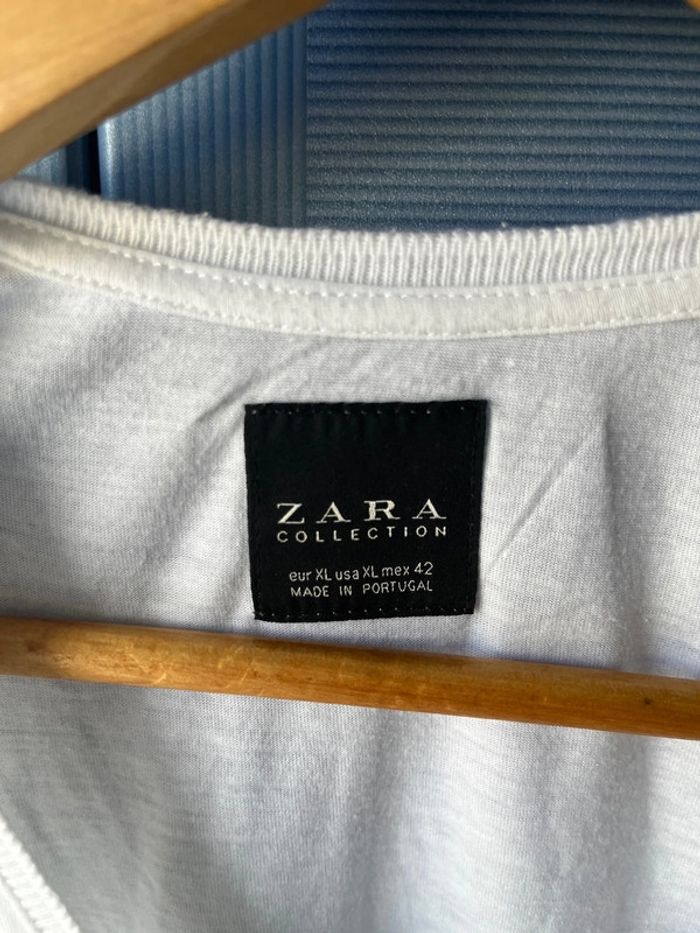 ZARA
COLLECTION
eur XL usa XL mex 42
MADE IN PORTUGAL